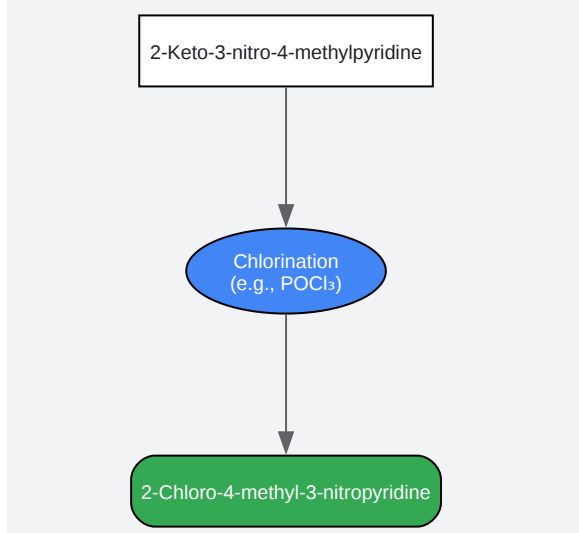 2-Keto-3-nitro-4-methylpyridine
Chlorination
(e.g., POCl₃)
2-Chloro-4-methyl-3-nitropyridine